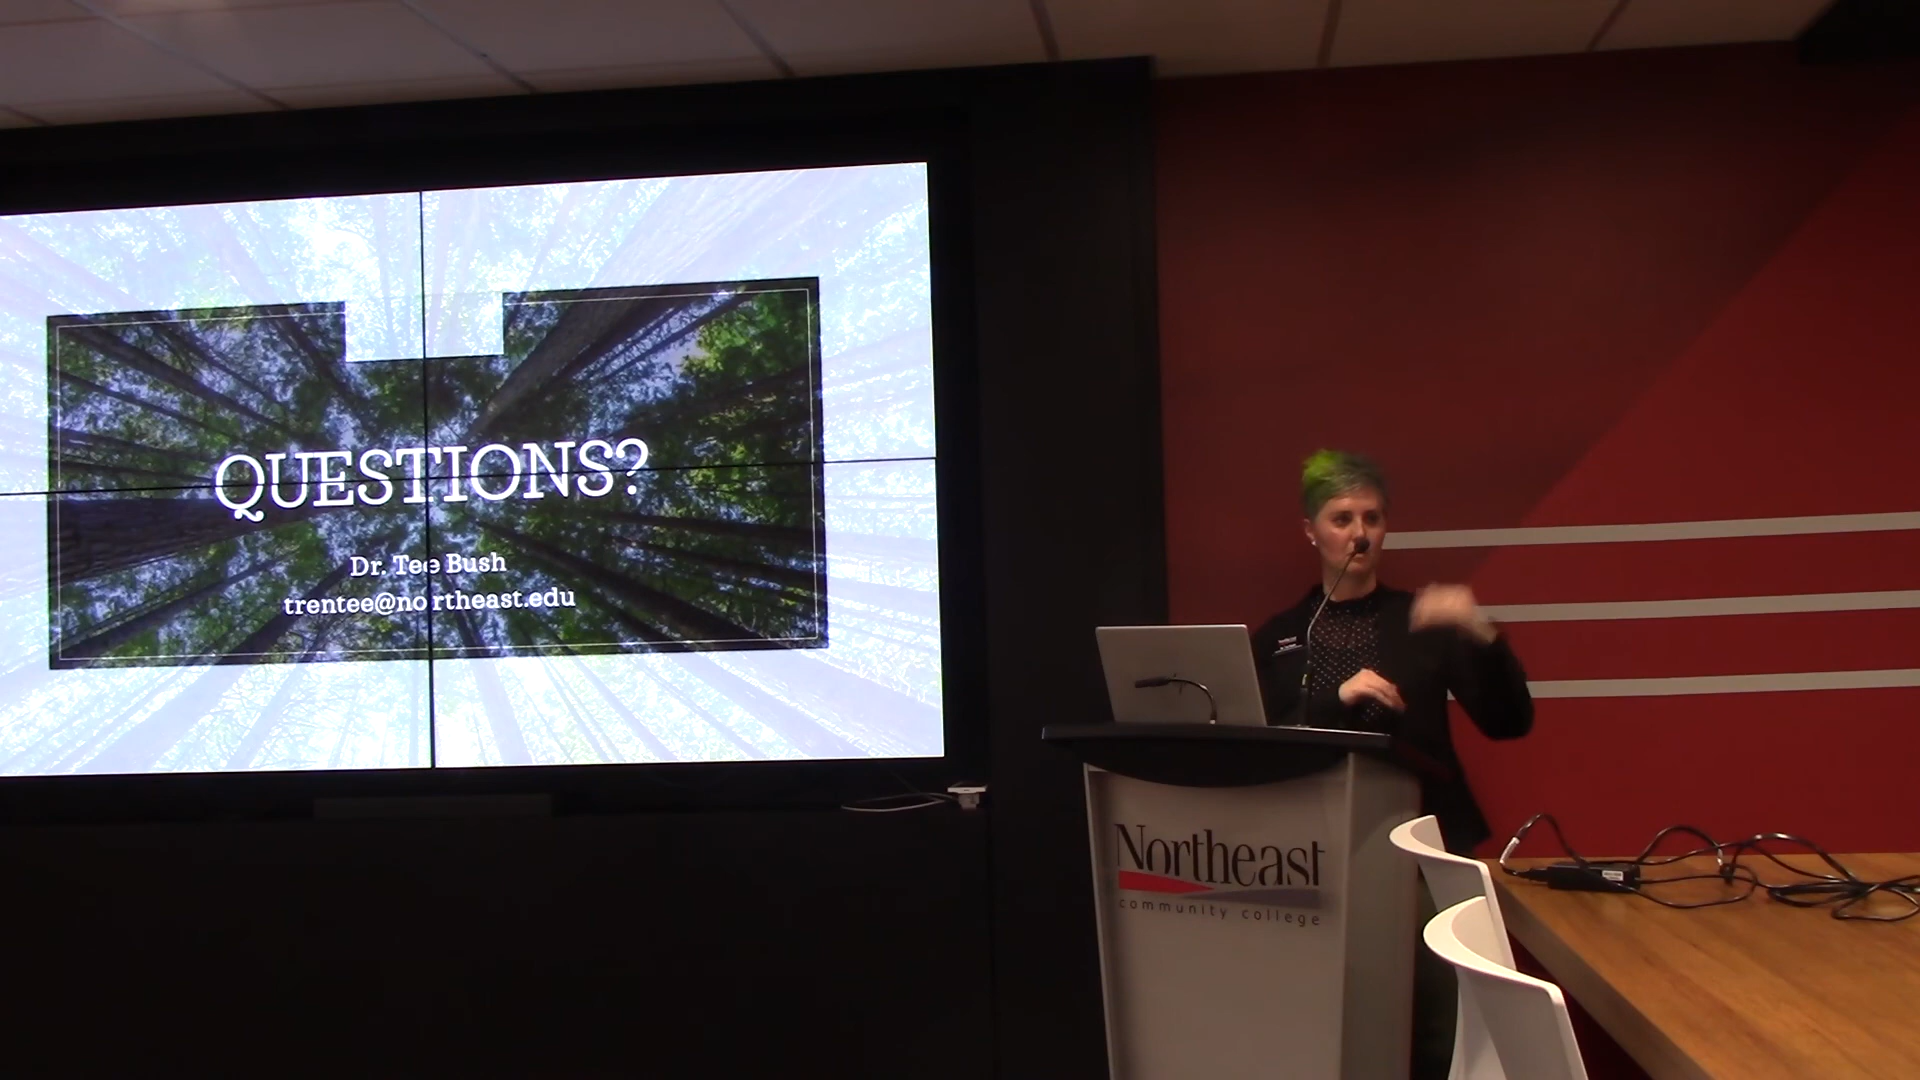 QUESTIONS?
Dr. Tee Bush
trentee@northeast.edu
Northeast
community college